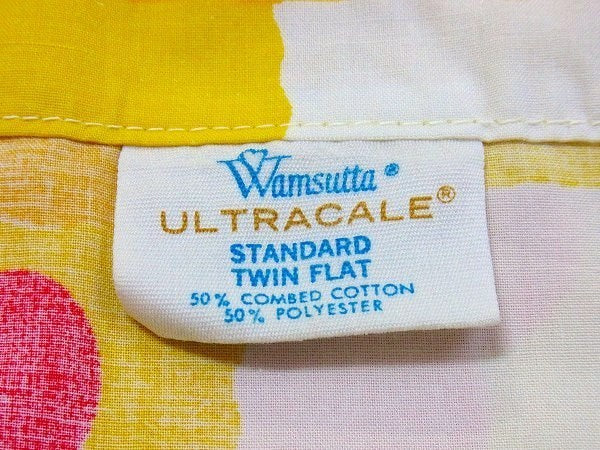 Wamsutta®
ULTRACALE®
STANDARD
TWIN FLAT
50% COMBED COTTON
50% POLYESTER